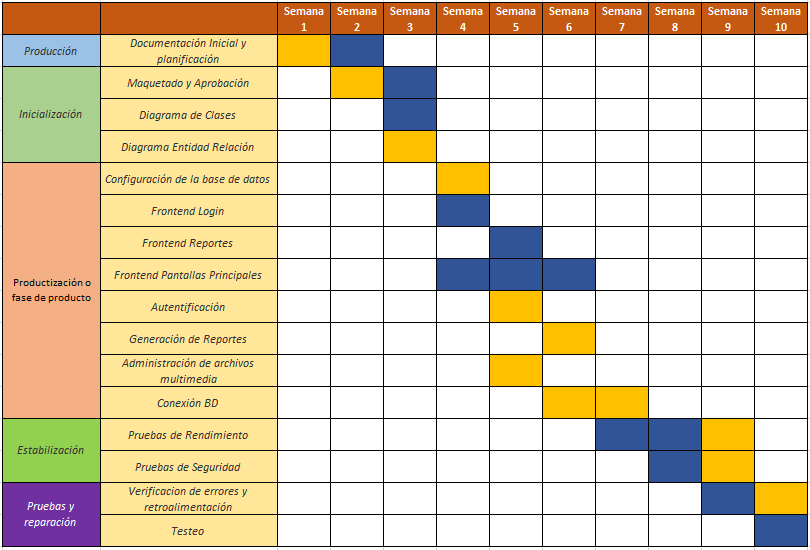 Semana 1 Semana 2 Semana 3 Semana 4 Semana 5 Semana 6 Semana 7 Semana 8 Semana 9 Semana 10
Producción
Documentación Inicial y
planificación
Inicialización
Maquetado y Aprobación
Diagrama de Clases
Diagrama Entidad Relación
Productización o
fase de producto
Configuración de la base de datos
Frontend Login
Frontend Reportes
Frontend Pantallas Principales
Autentificación
Generación de Reportes
Administración de archivos
multimedia
Conexión BD
Estabilización
Pruebas de Rendimiento
Pruebas de Seguridad
Pruebas y
reparación
Verificacion de errores y
retroalimentación
Testeo